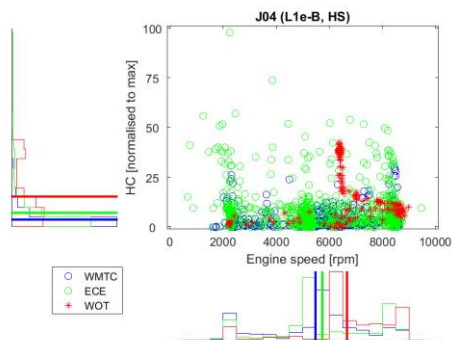 J04 (L1e-B, HS)
100
75
50
25
0
HC [normalised to max]
0 2000 4000 6000 8000 10000
Engine speed [rpm]
WMTC
ECE
WOT